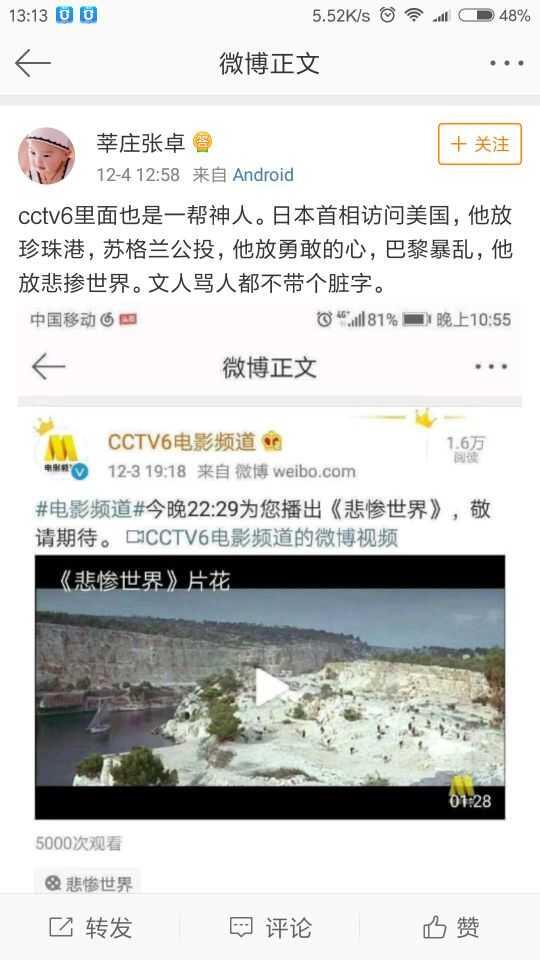 13:13 5.52K/s 48%
微博正文
莘庄张卓
12-4 12:58 来自 Android
+ 关注
cctv6里面也是一帮神人。日本首相访问美国，他放
珍珠港，苏格兰公投，他放勇敢的心，巴黎暴乱，他
放悲掺世界。文人骂人都不带个脏字。
中国移动 81% 晚上10:55
微博正文
CCTV6电影频道
1.6万
阅读
12-3 19:18 来自 微博 weibo.com
#电影频道#今晚22:29为您播出《悲惨世界》，敬
请期待。CCTV6电影频道的微博视频
《悲惨世界》片花
01:28
5000次观看
悲惨世界
转发 评论 赞